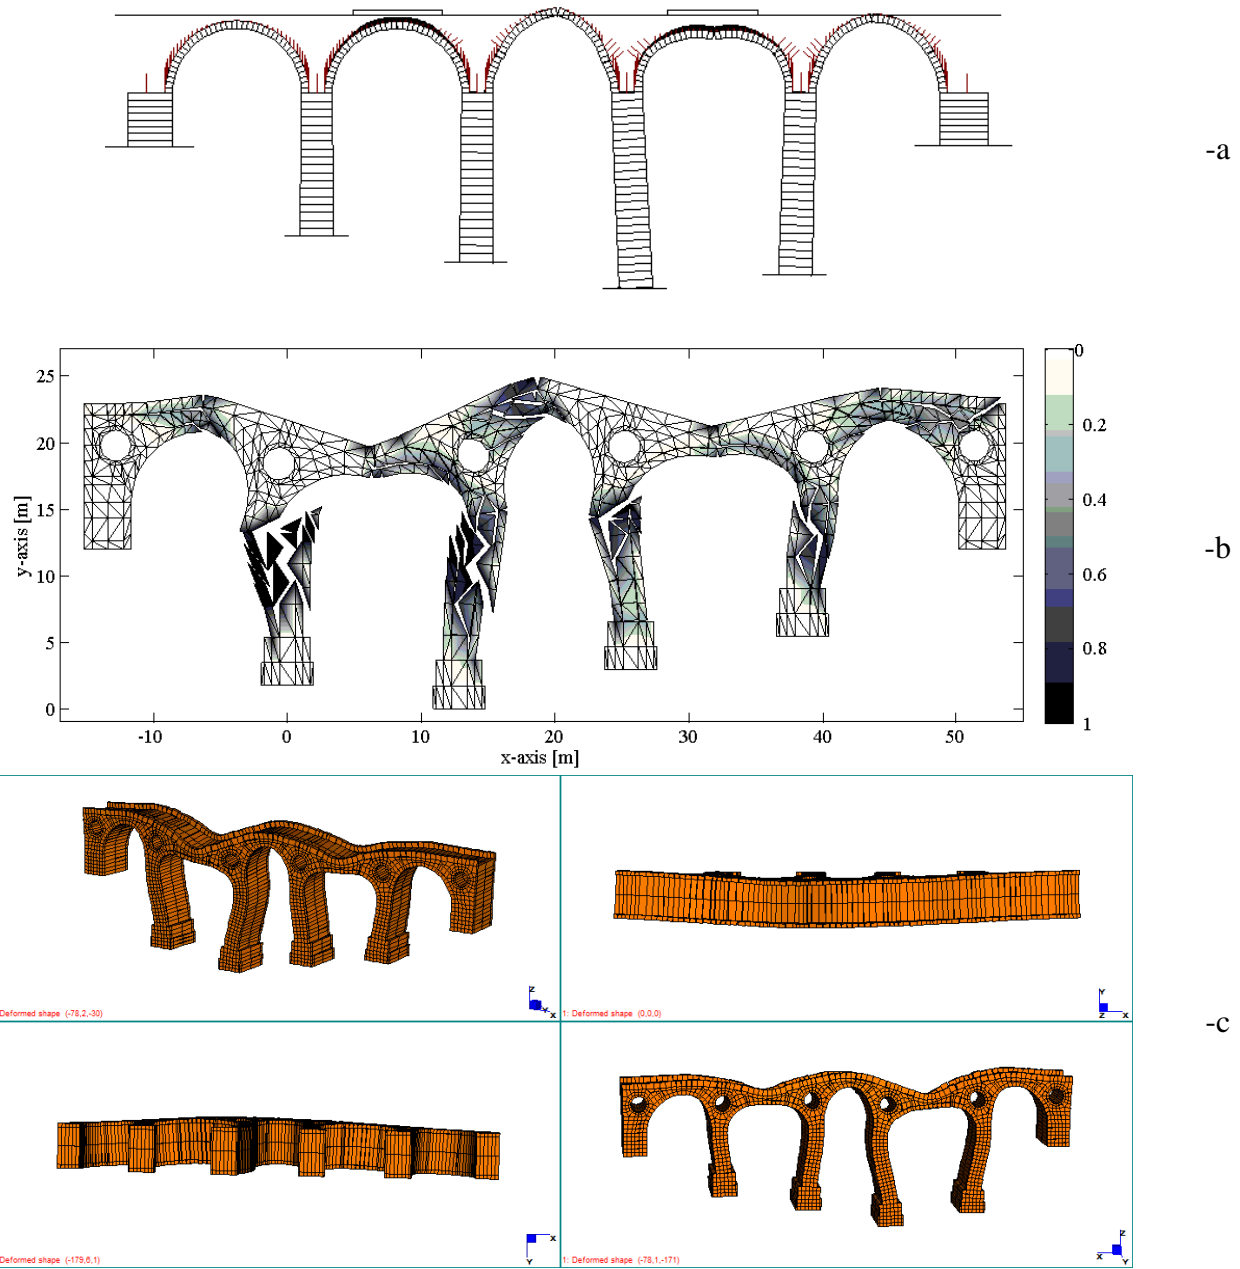 -a
25
20
15
10
5
0
y-axis [m]
-10 0 10 20 30 40 50
x-axis [m]
0
0.2
0.4
0.6
0.8
1
-b
Deformed shape (-78,2,-30)
Z
Y
X
1: Deformed shape (0,0,0)
Y
Z X
-c
Deformed shape (-179,6,1)
X
Y
1: Deformed shape (-78,1,-171)
Z
X
Y